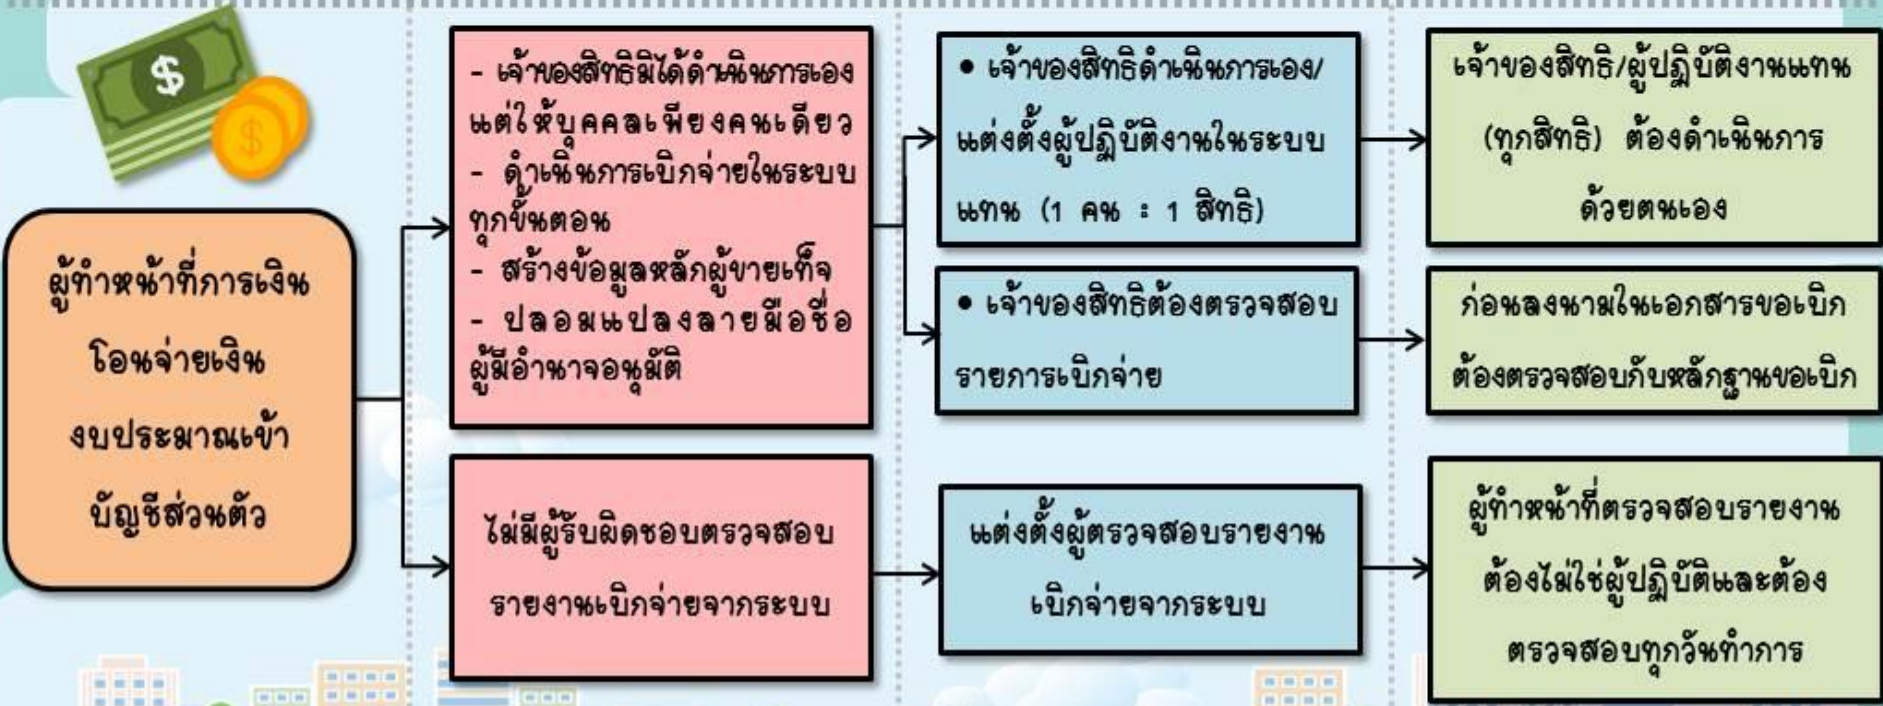 ผู้ทำหน้าที่การเงิน
โอนจ่ายเงิน
งบประมาณเข้า
บัญชีส่วนตัว
- เจ้าของสิทธิมิได้ดำเนินการเอง
แต่ให้บุคคลเพียงคนเดียว
- ดำเนินการเบิกจ่ายในระบบ
ทุกขั้นตอน
- สร้างข้อมูลหลักผู้ขายเท็จ
- ปลอมแปลงลายมือชื่อ
ผู้มีอำนาจอนุมัติ
• เจ้าของสิทธิดำเนินการเอง/
แต่งตั้งผู้ปฏิบัติงานในระบบ
แทน (1 คน : 1 สิทธิ)
เจ้าของสิทธิ/ผู้ปฏิบัติงานแทน
(ทุกสิทธิ) ต้องดำเนินการ
ด้วยตนเอง
• เจ้าของสิทธิต้องตรวจสอบ
รายการเบิกจ่าย
ก่อนลงนามในเอกสารขอเบิก
ต้องตรวจสอบกับหลักฐานขอเบิก
ไม่มีผู้รับผิดชอบตรวจสอบ
รายงานเบิกจ่ายจากระบบ
แต่งตั้งผู้ตรวจสอบรายงาน
เบิกจ่ายจากระบบ
ผู้ทำหน้าที่ตรวจสอบรายงาน
ต้องไม่ใช่ผู้ปฏิบัติและต้อง
ตรวจสอบทุกวันทำการ